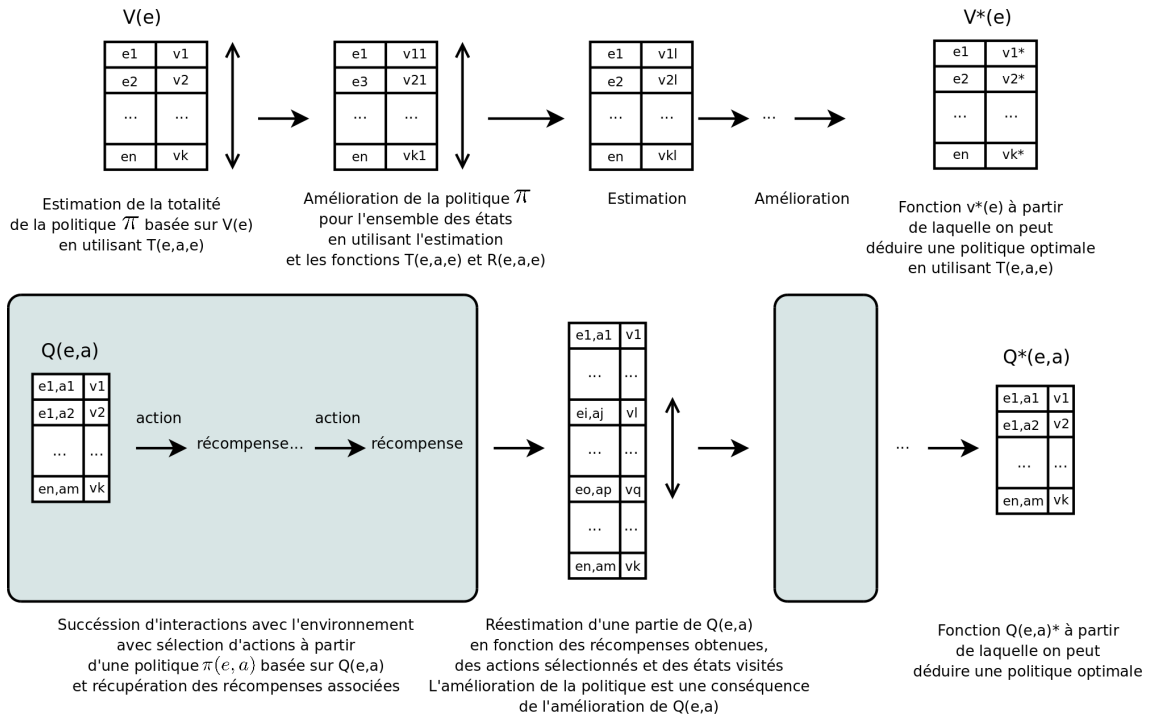 V(e)
V*(e)
e1 v1
e2 v2
... ...
en vk
e1 v11
e3 v21
... ...
en vk1
e1 v1l
e2 v2l
... ...
en vkl
...
e1 v1*
e2 v2*
... ...
en vk*
Estimation de la totalité
de la politique π basée sur V(e)
en utilisant T(e,a,e)
Amélioration de la politique π
pour l'ensemble des états
en utilisant l'estimation
et les fonctions T(e,a,e) et R(e,a,e)
Estimation
Amélioration
Fonction v*(e) à partir
de laquelle on peut
déduire une politique optimale
en utilisant T(e,a,e)
Q(e,a)
e1,a1 v1
e1,a2 v2
... ...
en,am vk
action
récompense...
action
récompense
e1,a1 v1
... ...
ei,aj vl
... ...
eo,ap vq
... ...
en,am vk
...
Q*(e,a)
e1,a1 v1
e1,a2 v2
... ...
en,am vk
Succéssion d'interactions avec l'environement
avec sélection d'actions à partir
d'une politique π(e, a) basée sur Q(e,a)
et récupération des récompenses associées
Réestimation d'une partie de Q(e,a)
en fonction des récompenses obtenues,
des actions sélectionnés et des états visités
L'amélioration de la politique est une conséquence
de l'amélioration de Q(e,a)
Fonction Q(e,a)* à partir
de laquelle on peut
déduire une politique optimale